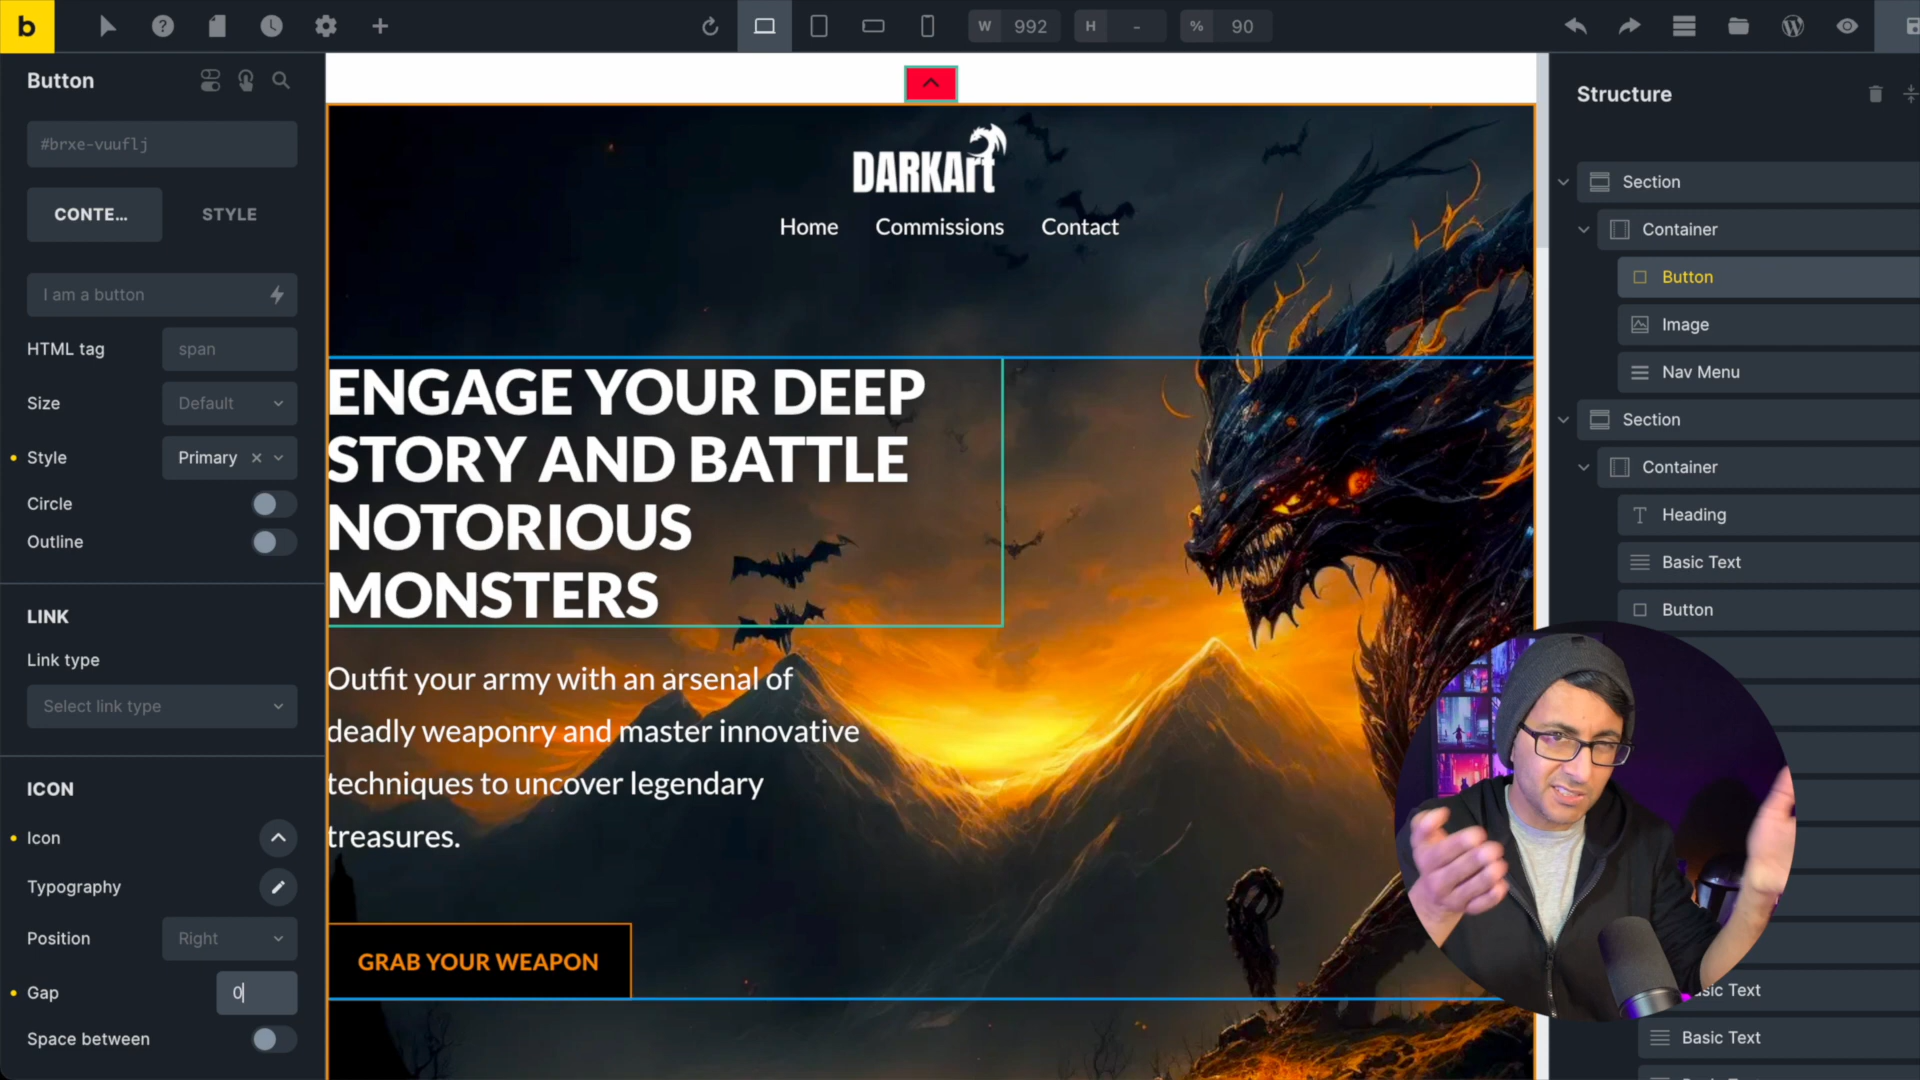 b
W 992 H - % 90
Button
#brxe-vuuflj
CONTE...
STYLE
I am a button
HTML tag
span
Size
Default
Style
Primary
Circle
Outline
LINK
Link type
Select link type
ICON
Icon
Typography
Position
Right
Gap
0
Space between
DARKArt
Home
Commissions
Contact
ENGAGE YOUR DEEP
STORY AND BATTLE
NOTORIOUS
MONSTERS
Outfit your army with an arsenal of
deadly weaponry and master innovative
techniques to uncover legendary
treasures.
GRAB YOUR WEAPON
Structure
Section
Container
Button
Image
Nav Menu
Section
Container
Heading
Basic Text
Button
sic Text
Basic Text